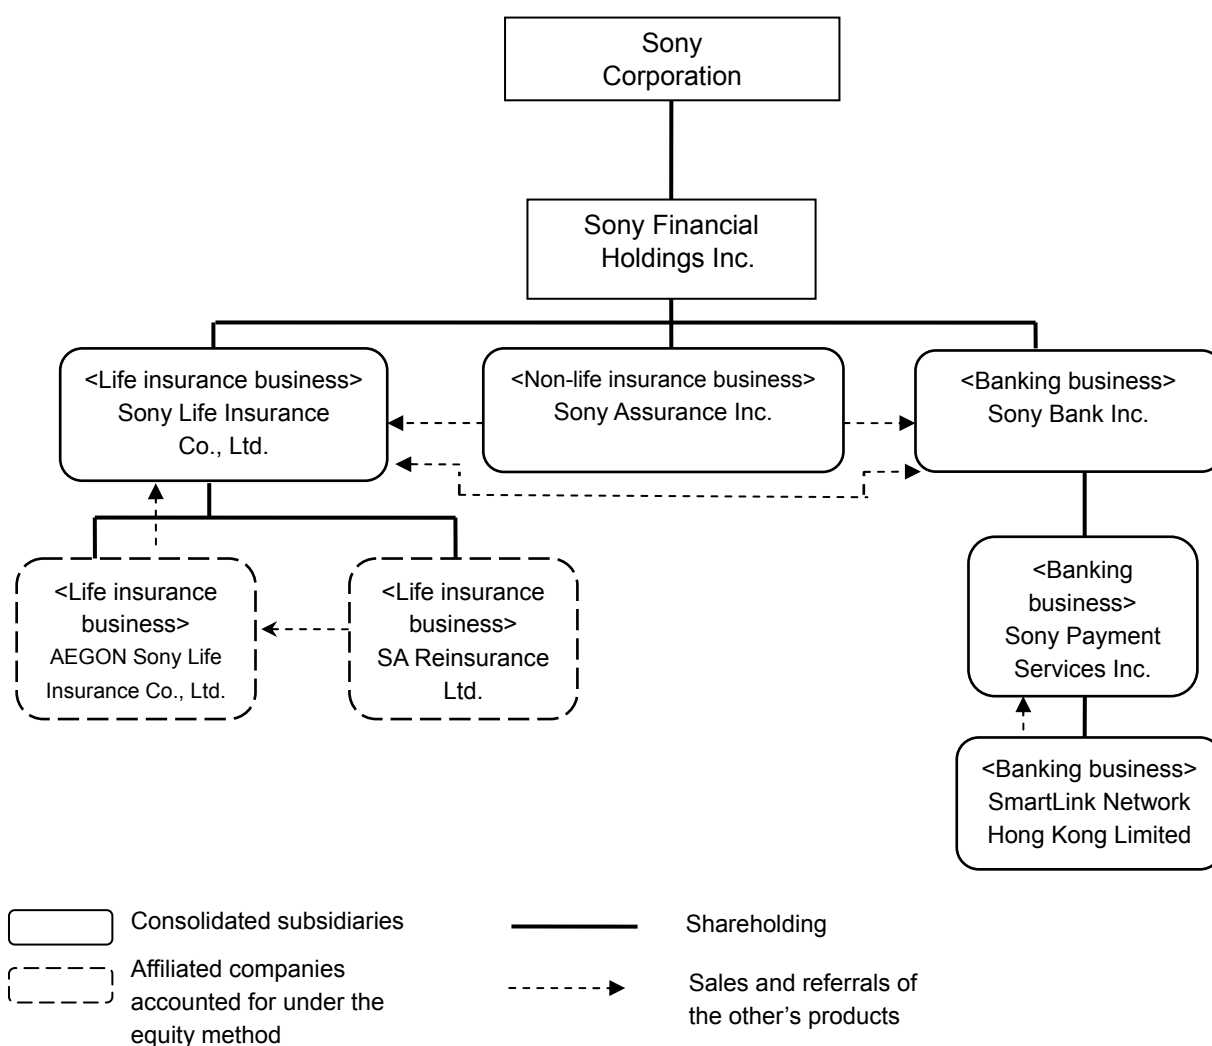 Sony
Corporation
Sony Financial
Holdings Inc.
<Life insurance business>
Sony Life Insurance
Co., Ltd.
<Non-life insurance business>
Sony Assurance Inc.
<Banking business>
Sony Bank Inc.
<Life insurance
business>
AEGON Sony Life
Insurance Co., Ltd.
<Life insurance
business>
SA Reinsurance
Ltd.
<Banking
business>
Sony Payment
Services Inc.
<Banking business>
SmartLink Network
Hong Kong Limited
Consolidated subsidiaries
Affiliated companies
accounted for under the
equity method
Shareholding
Sales and referrals of
the other’s products